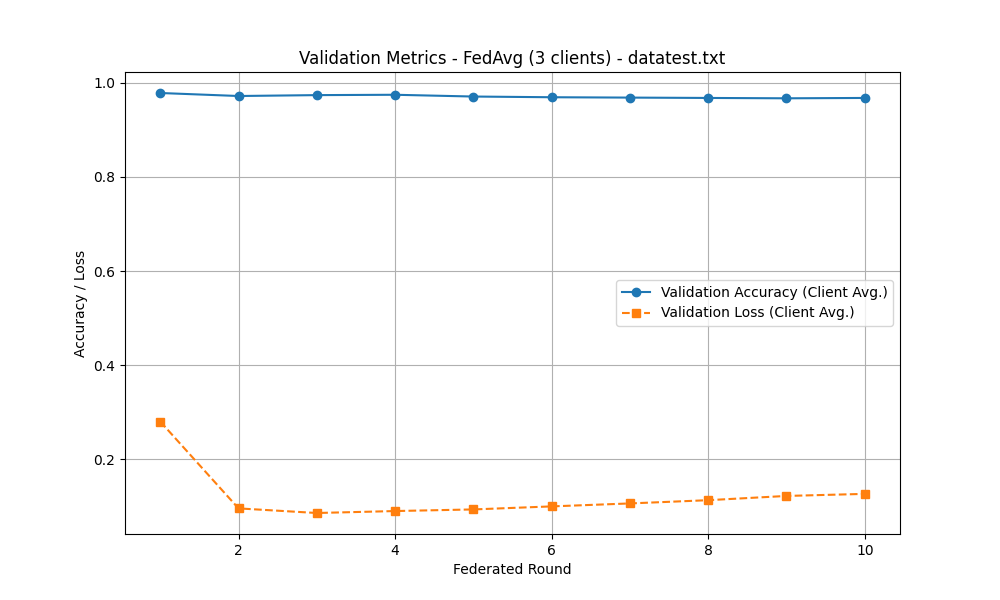 Validation Metrics - FedAvg (3 clients) - datatest.txt
Accuracy / Loss
1.0
0.8
0.6
0.4
0.2
Validation Accuracy (Client Avg.)
Validation Loss (Client Avg.)
2 4 6 8 10
Federated Round